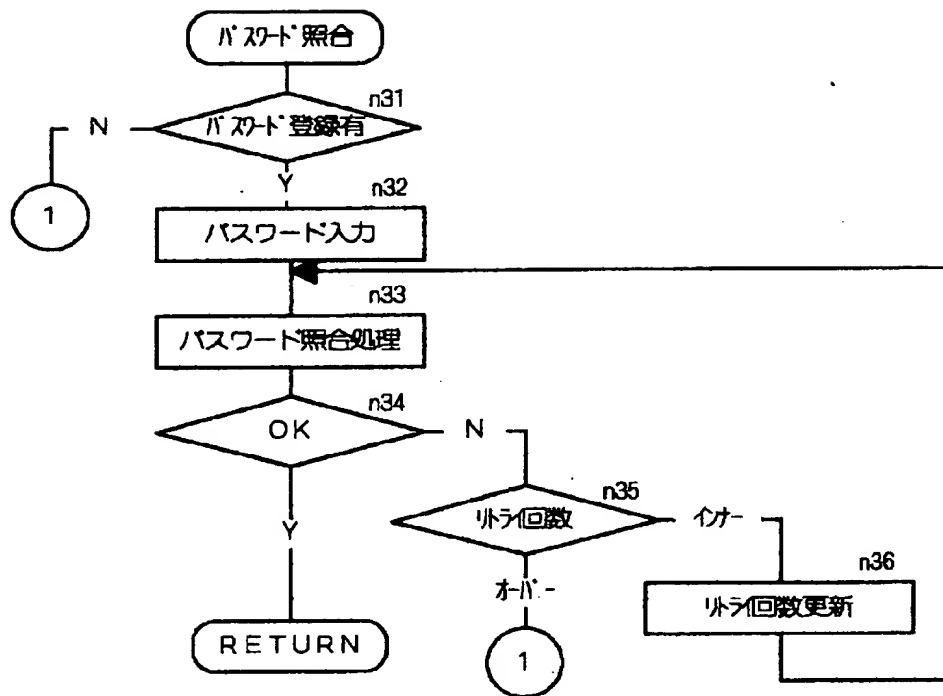 パスワード照合
n31
パスワード登録有
N
Y
1
n32
パスワード入力
n33
パスワード照合処理
n34
OK
N
Y
n35
リトライ回数
インナー
オーバー
n36
リトライ回数更新
RETURN
1